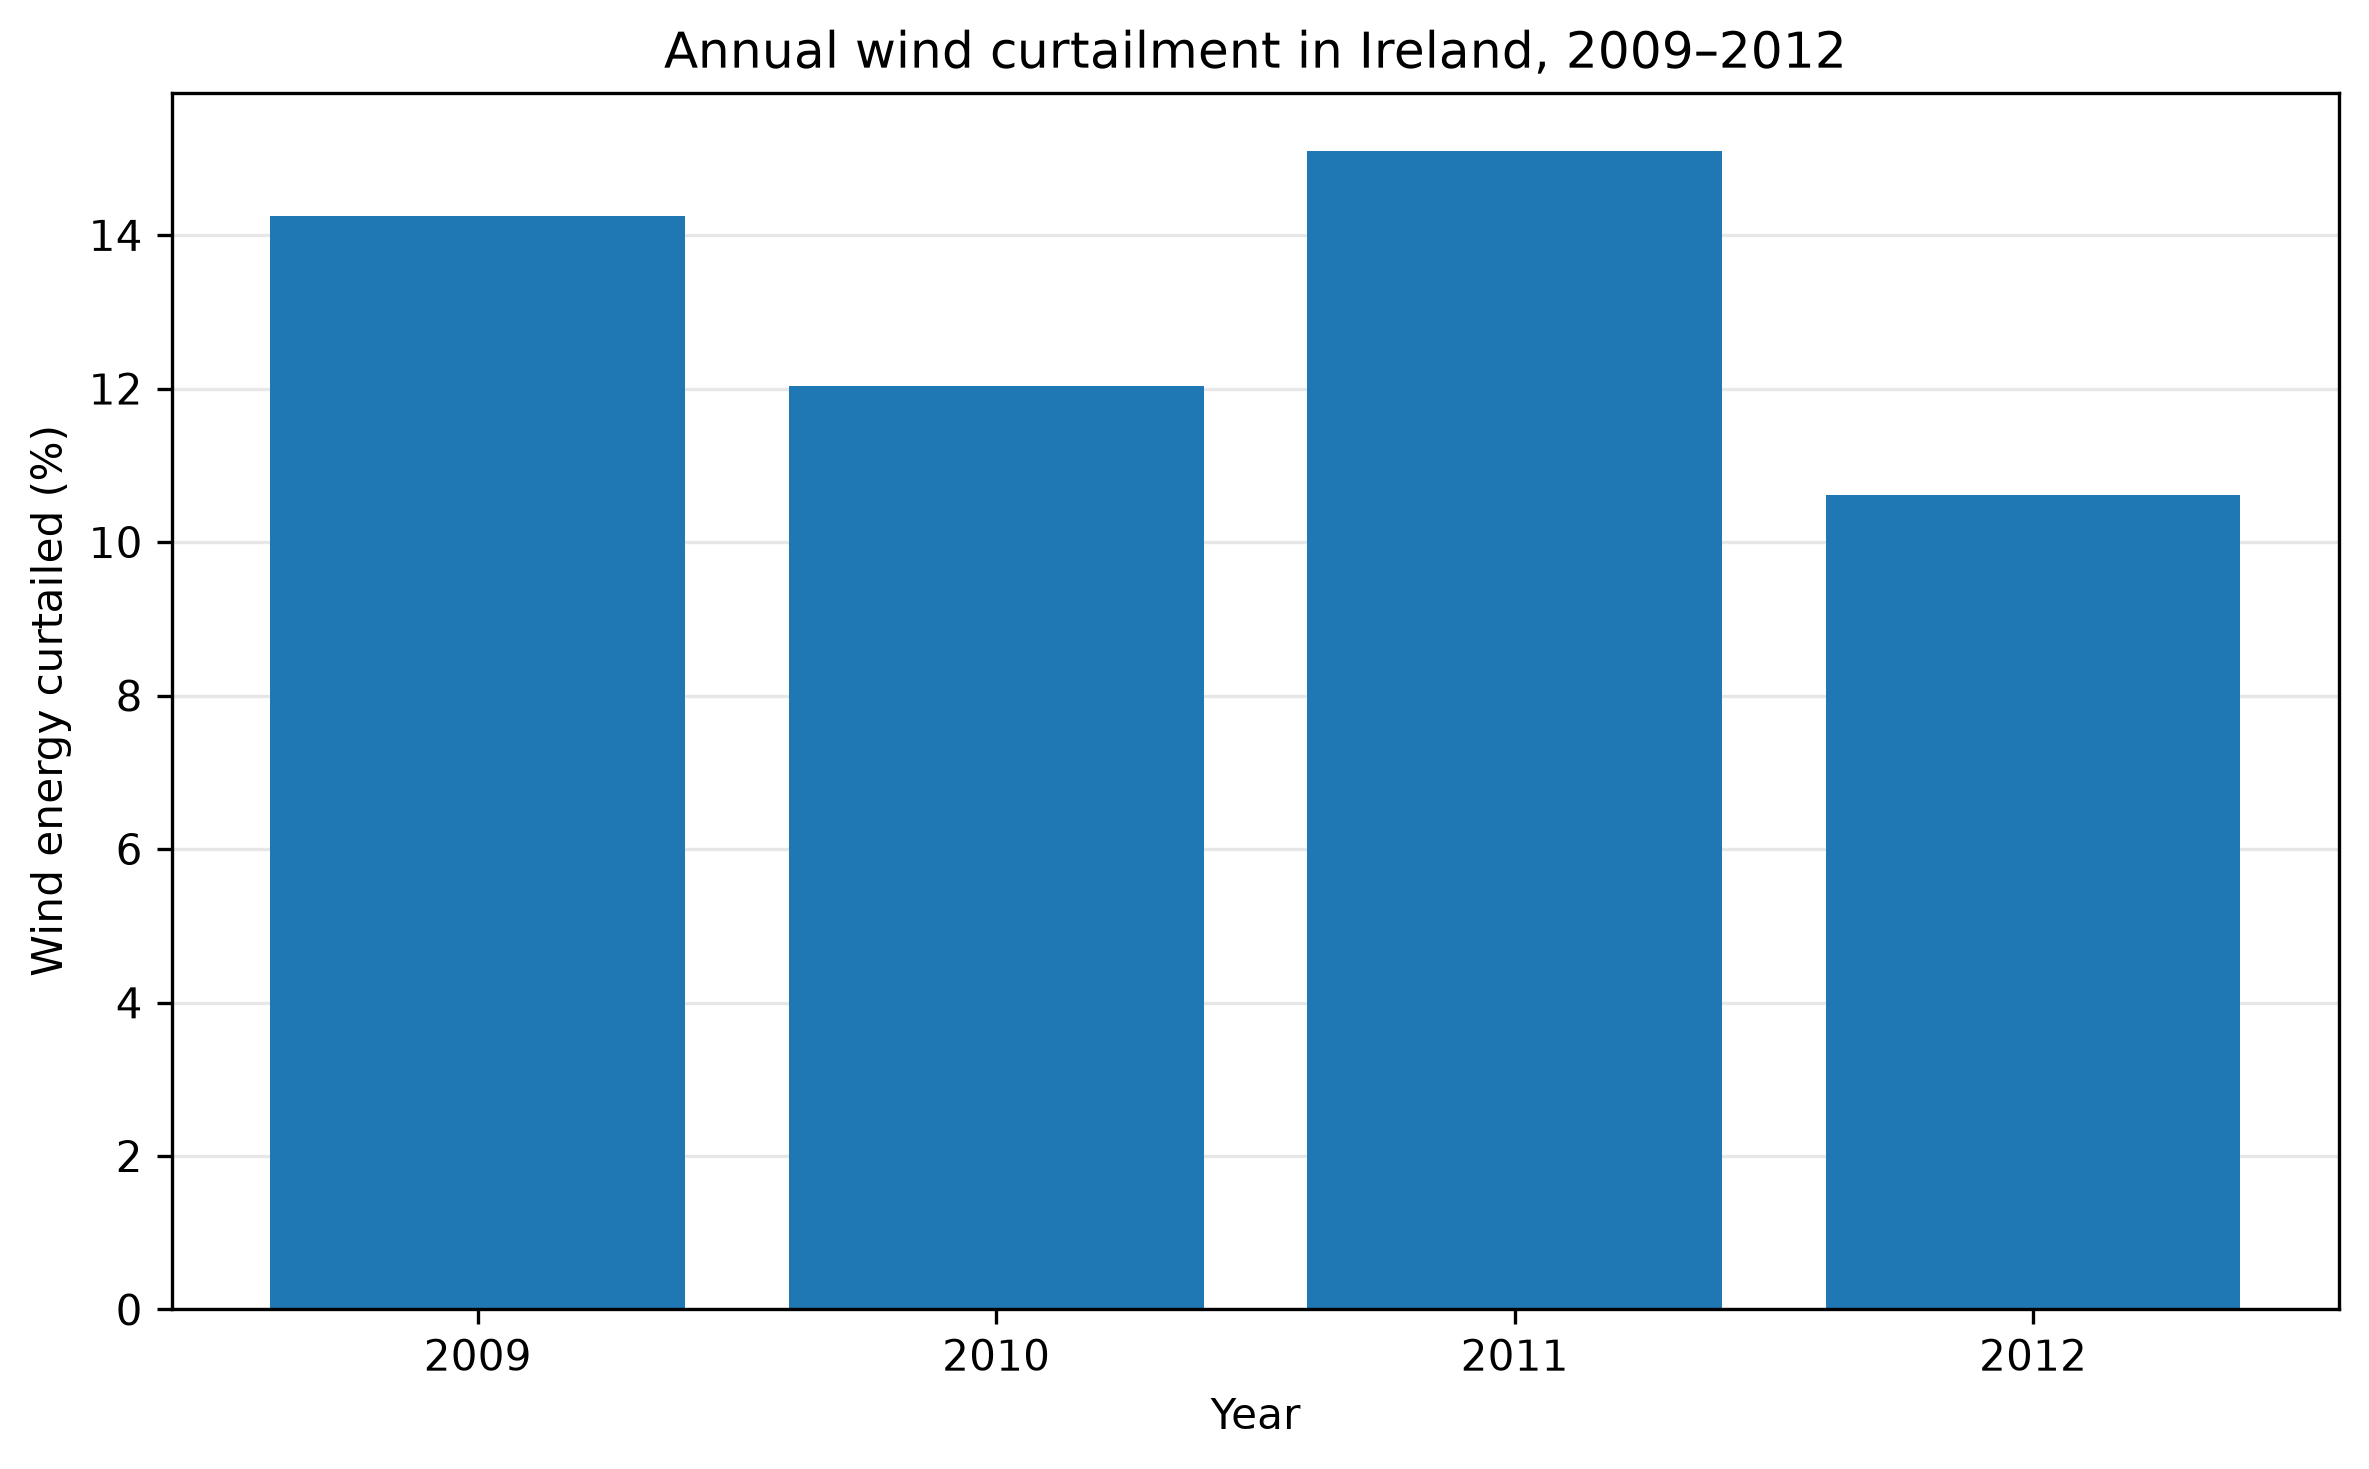 Annual wind curtailment in Ireland, 2009–2012
Wind energy curtailed (%)
14
12
10
8
6
4
2
0
2009 2010 2011 2012
Year